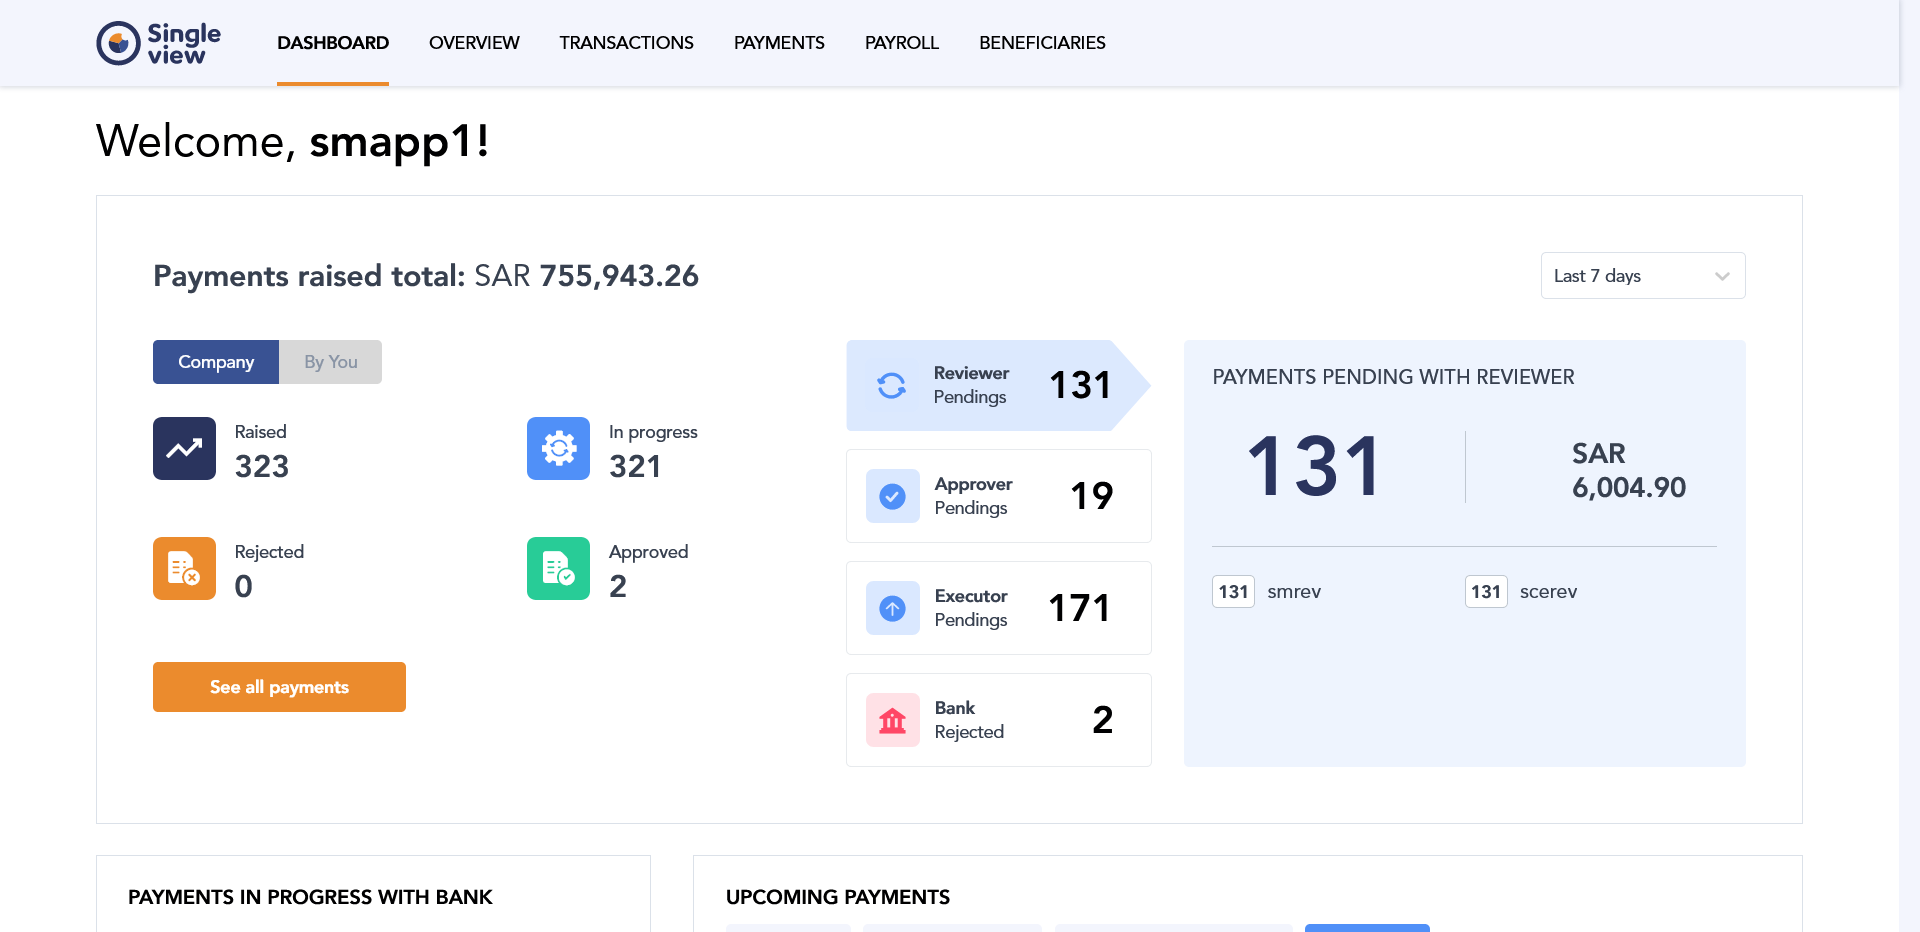 Single
view
DASHBOARD
OVERVIEW
TRANSACTIONS
PAYMENTS
PAYROLL
BENEFICIARIES
Welcome, smapp1!
Payments raised total: SAR 755,943.26
Last 7 days
Company
By You
Raised
323
In progress
321
Rejected
0
Approved
2
See all payments
Reviewer
Pendings
131
Approver
Pendings
19
Executor
Pendings
171
Bank
Rejected
2
PAYMENTS PENDING WITH REVIEWER
131
SAR
6,004.90
131 smrev
131 scerev
PAYMENTS IN PROGRESS WITH BANK
UPCOMING PAYMENTS